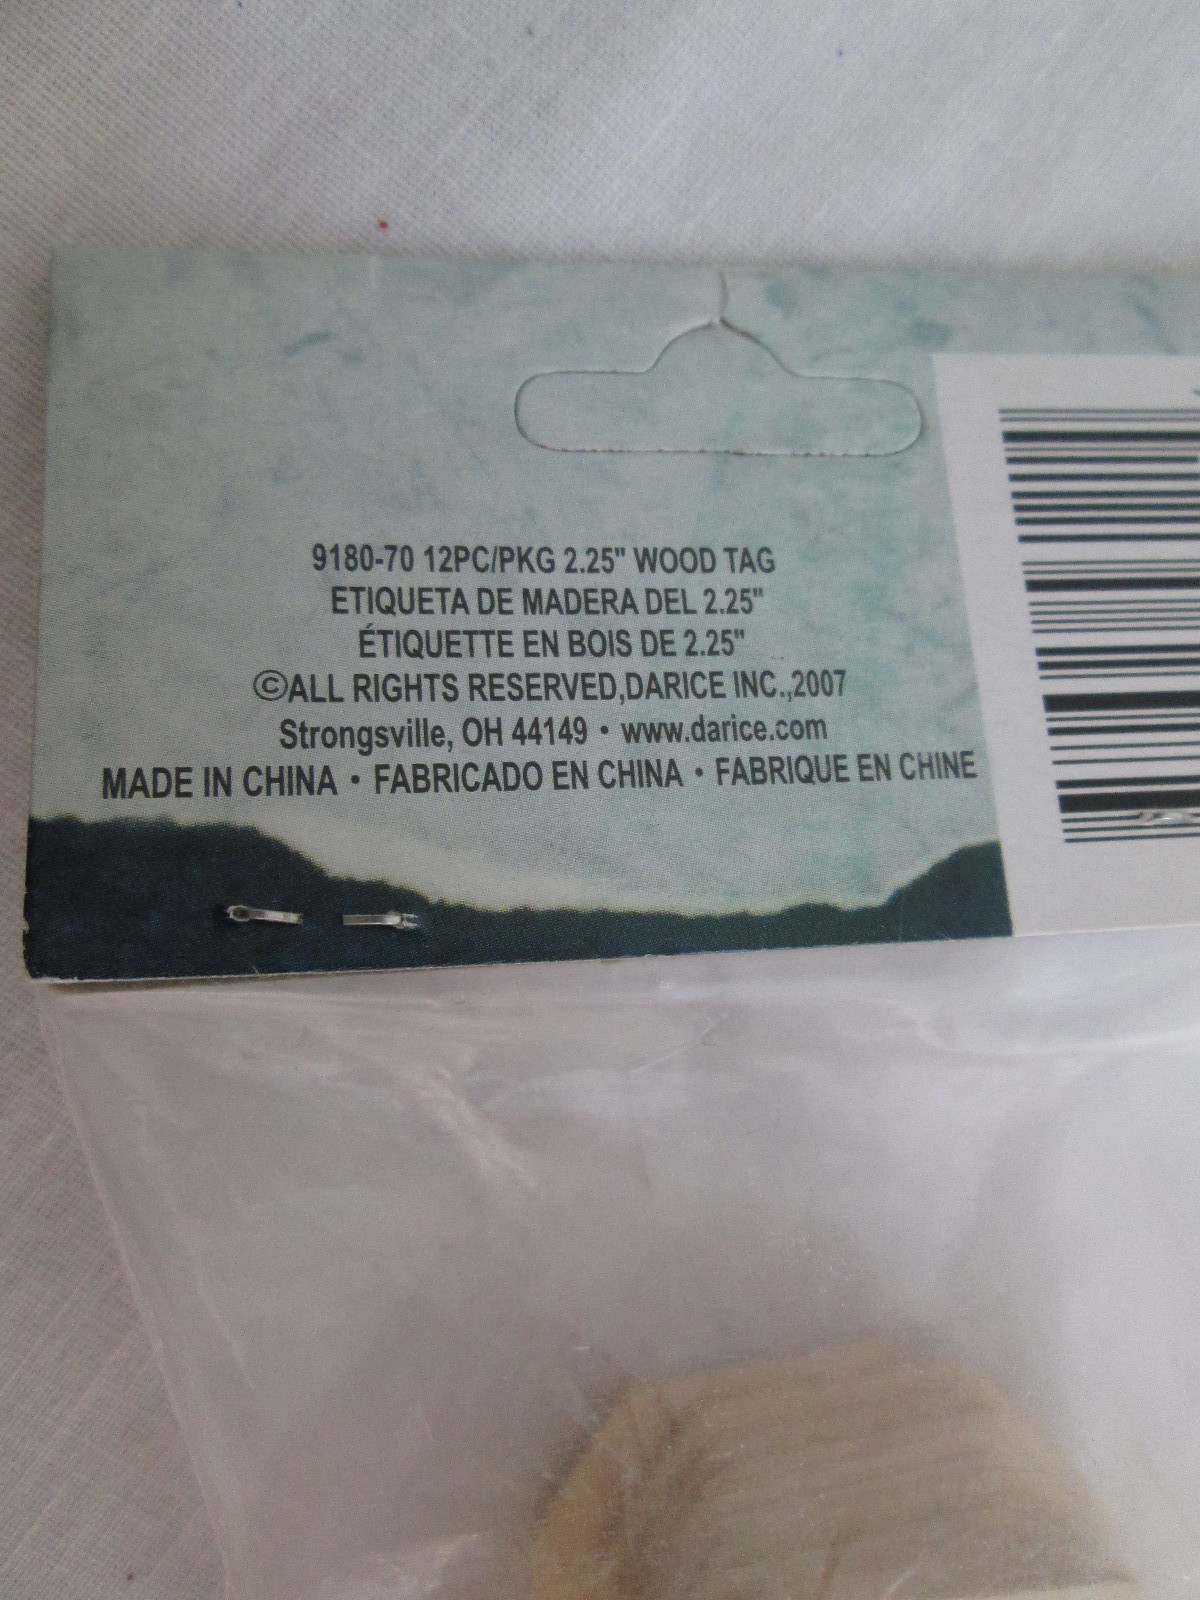 9180-70 12PC/PKG 2.25" WOOD TAG
ETIQUETA DE MADERA DEL 2.25"
ÉTIQUETTE EN BOIS DE 2.25"
©ALL RIGHTS RESERVED,DARICE INC.,2007
Strongsville, OH 44149 • www.darice.com
MADE IN CHINA • FABRICADO EN CHINA • FABRIQUE EN CHINE